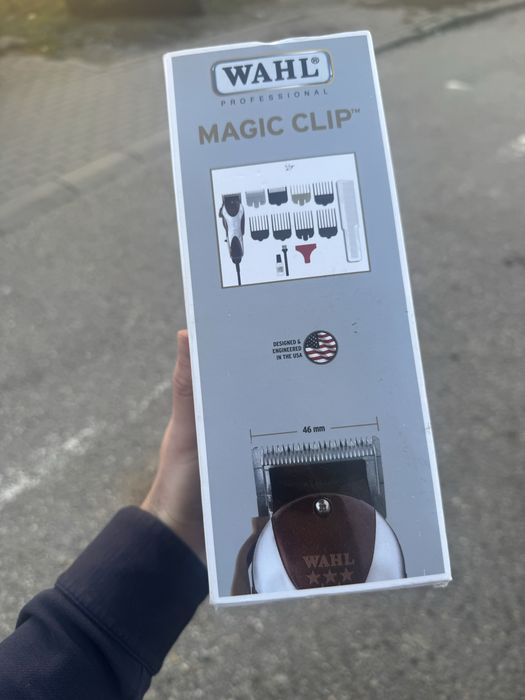 WAHL®
PROFESSIONAL
MAGIC CLIP™
DESIGNED &
ENGINEERED
IN THE USA
46 mm
WAHL